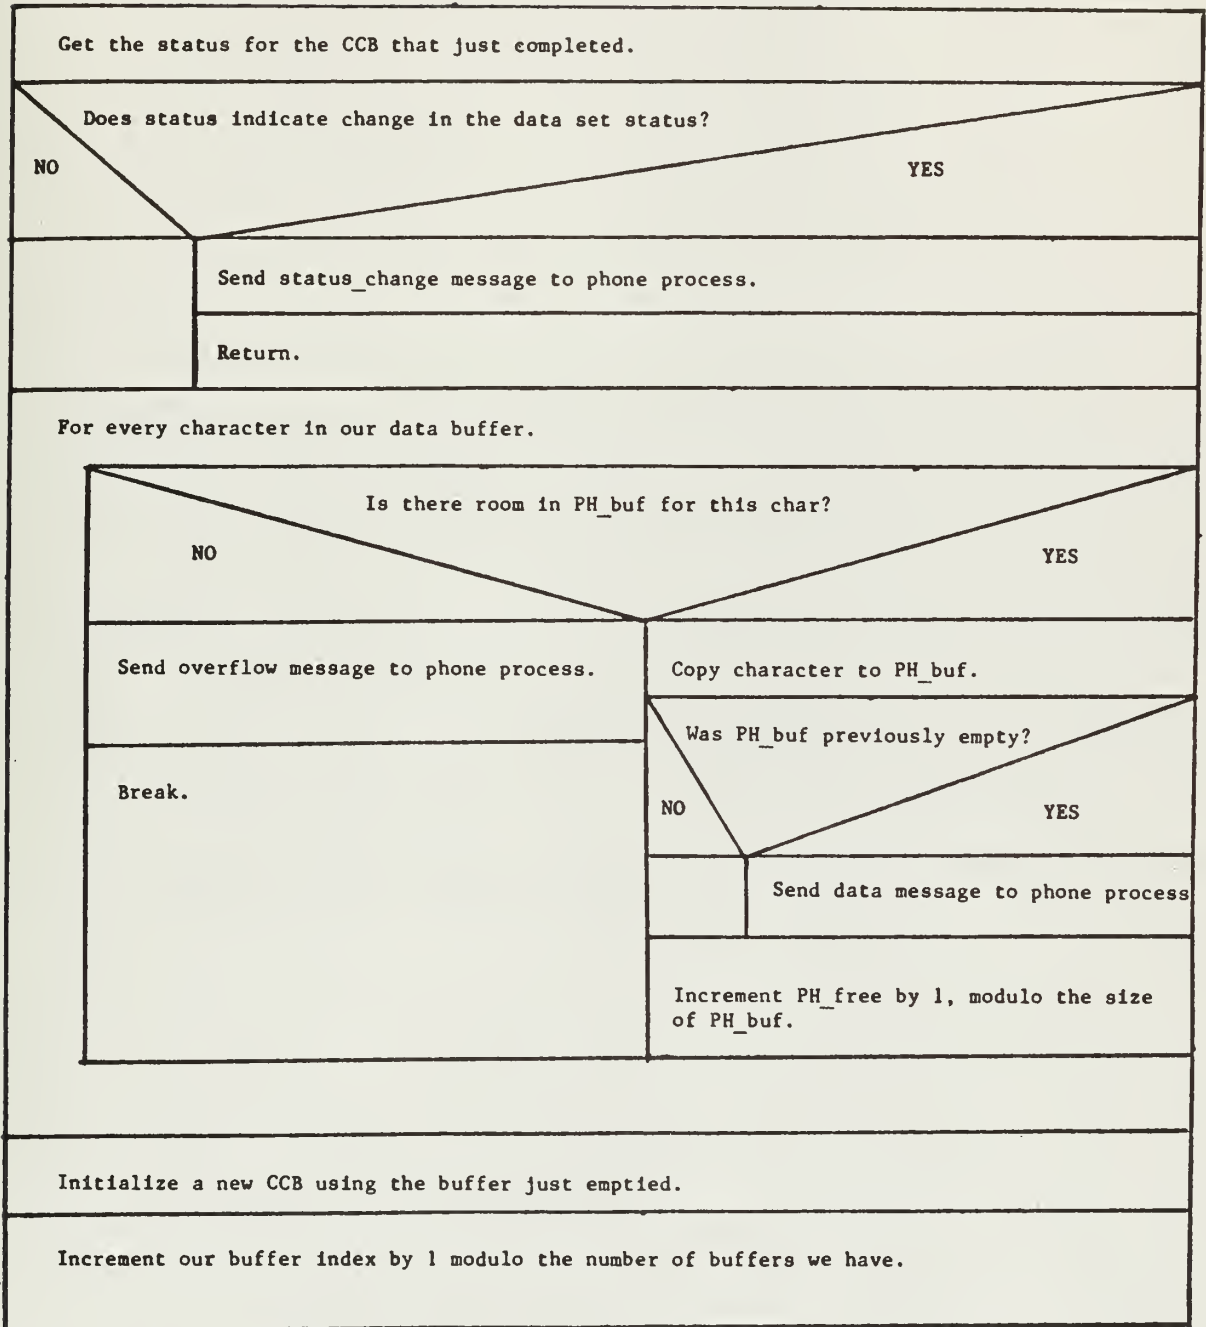 Get the status for the CCB that just completed.
Does status indicate change in the data set status?
NO
YES
Send status_change message to phone process.
Return.
For every character in our data buffer.
Is there room in PH_buf for this char?
NO
YES
Send overflow message to phone process.
Copy character to PH_buf.
Was PH_buf previously empty?
Break.
NO
YES
Send data message to phone process
Increment PH_free by 1, modulo the size
of PH_buf.
Initialize a new CCB using the buffer just emptied.
Increment our buffer index by 1 modulo the number of buffers we have.